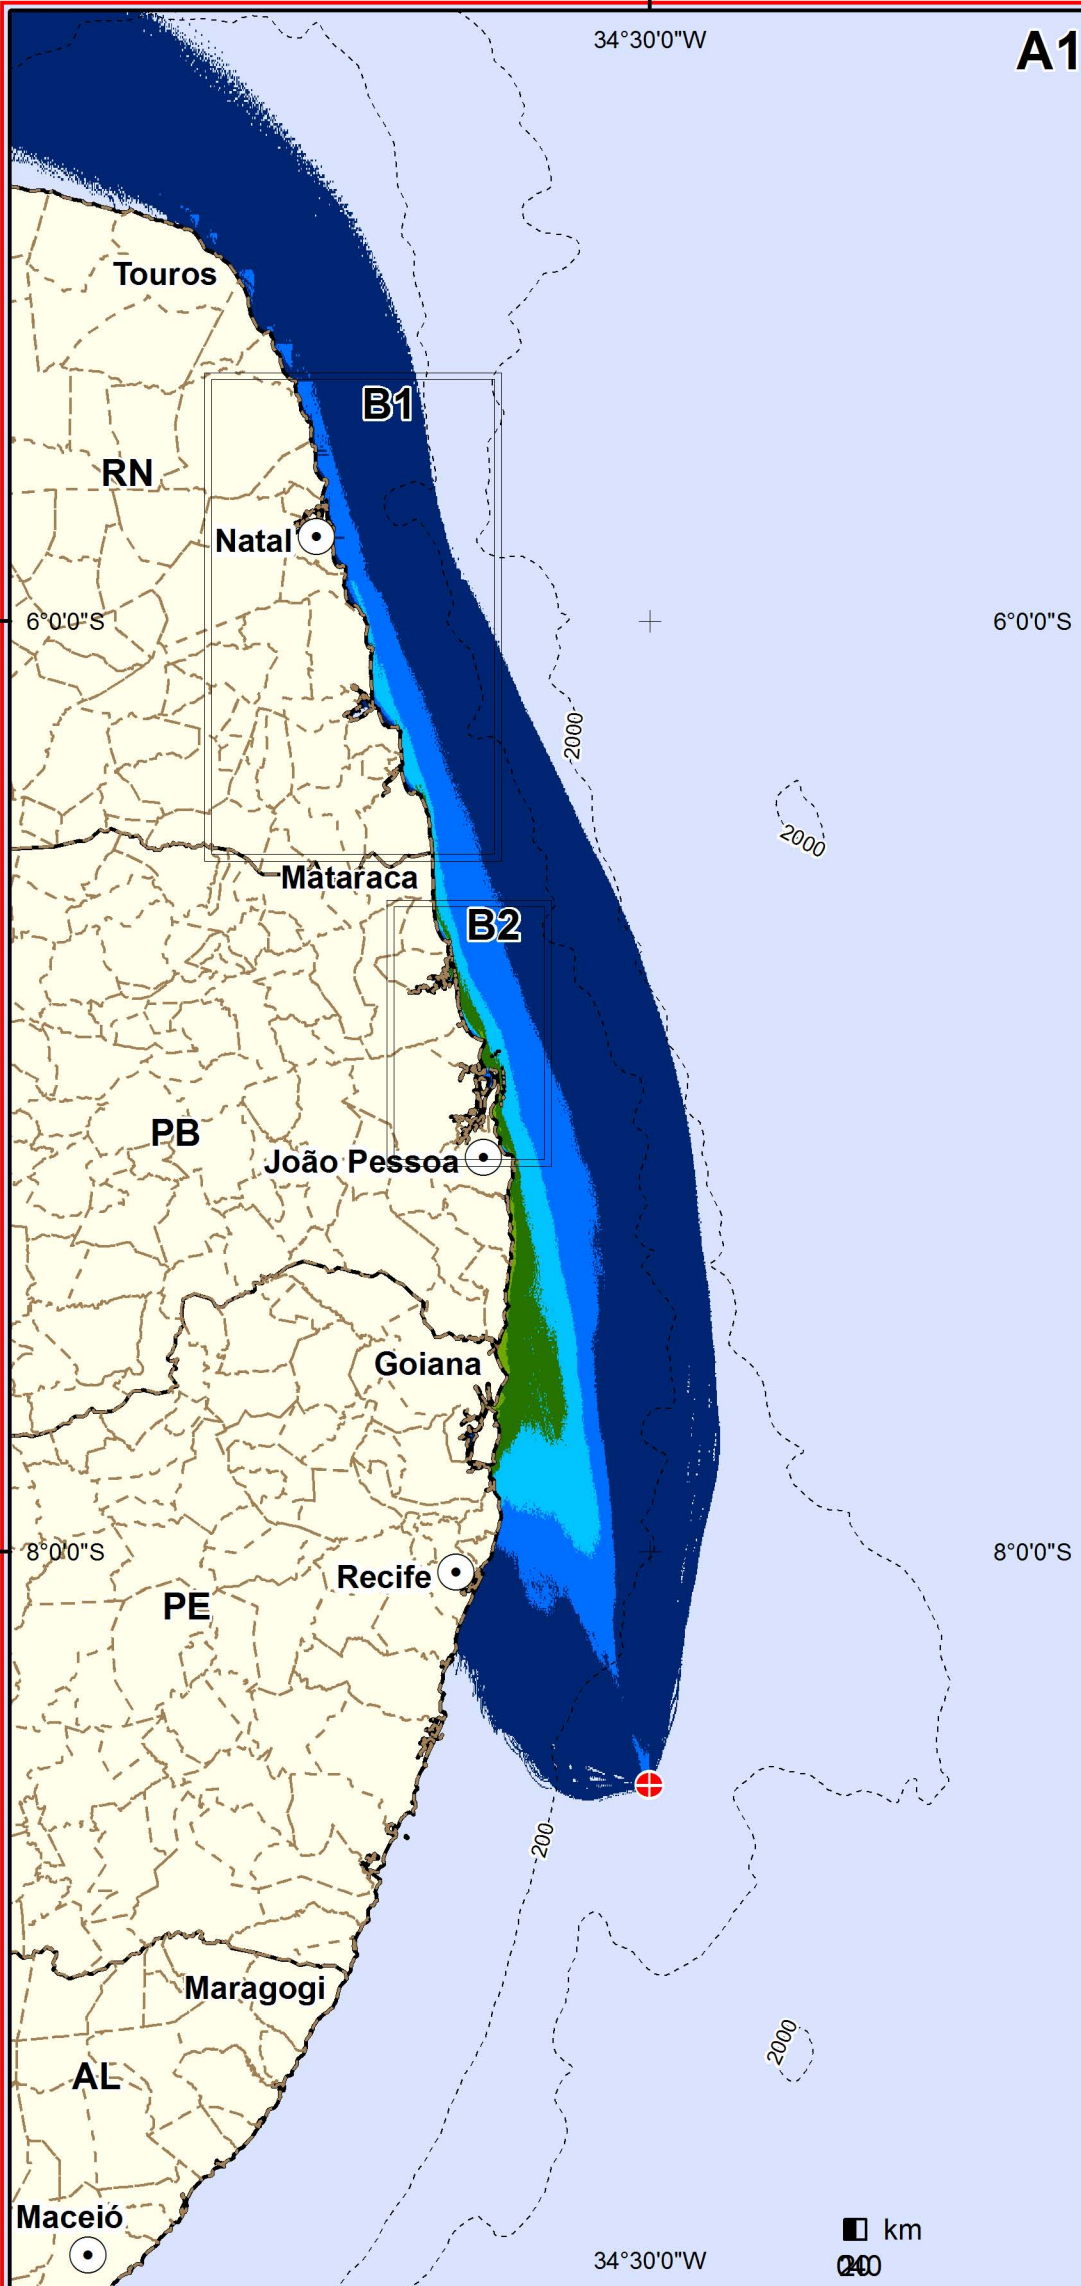 34°30'0"W
A1
Touros
B1
RN
Natal
6°0'0"S
6°0'0"S
2000
2000
Mataraca
B2
PB
João Pessoa
Goiana
8°0'0"S
8°0'0"S
Recife
PE
200
Maragogi
2000
AL
Maceió
km
34°30'0"W